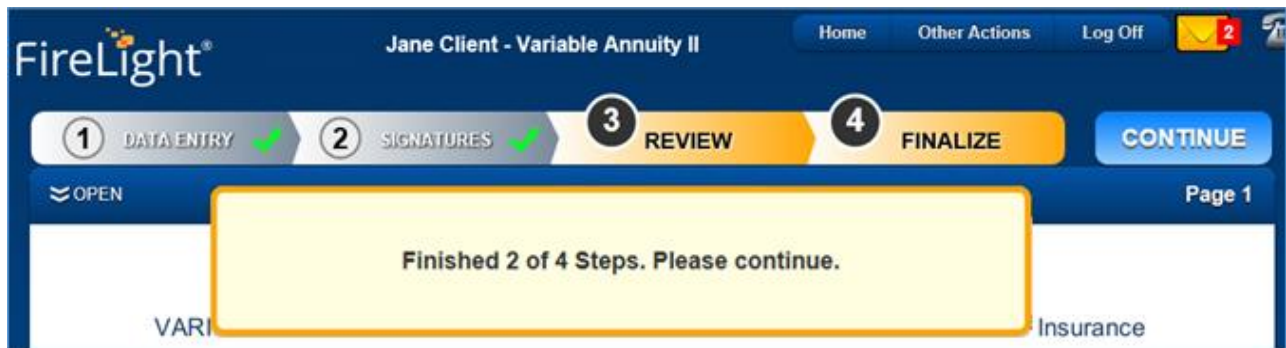 FireLight®
Jane Client - Variable Annuity II
Home Other Actions Log Off 2
1 DATA ENTRY 2 SIGNATURES 3 REVIEW 4 FINALIZE CONTINUE
OPEN Page 1
Finished 2 of 4 Steps. Please continue.
VARI Insurance